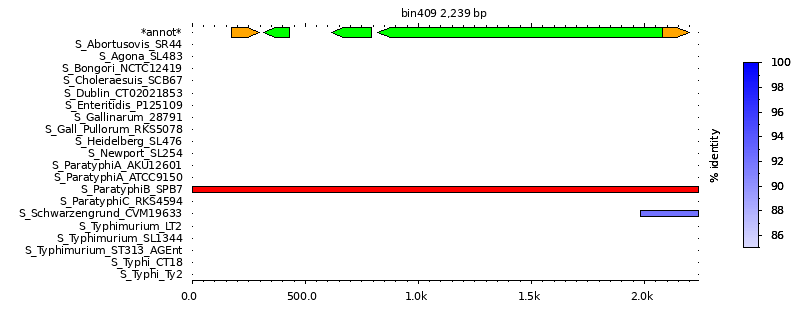 bin409 2,239 bp
*annot*
S_Abortusovis_SR44
S_Agona_SL483
S_Bongori_NCTC12419
S_Choleraesuis_SCB67
S_Dublin_CT02021853
S_Enteritidis_P125109
S_Gallinarum_28791
S_Gall_Pullorum_RKS5078
S_Heidelberg_SL476
S_Newport_SL254
S_ParatyphiA_AKU12601
S_ParatyphiA_ATCC9150
S_ParatyphiB_SPB7
S_ParatyphiC_RKS4594
S_Schwarzengrund_CVM19633
S_Typhimurium_LT2
S_Typhimurium_SL1344
S_Typhimurium_ST313_AGEnt
S_Typhi_CT18
S_Typhi_Ty2
0.0 500.0 1.0k 1.5k 2.0k
% identity
100
98
96
94
92
90
88
86